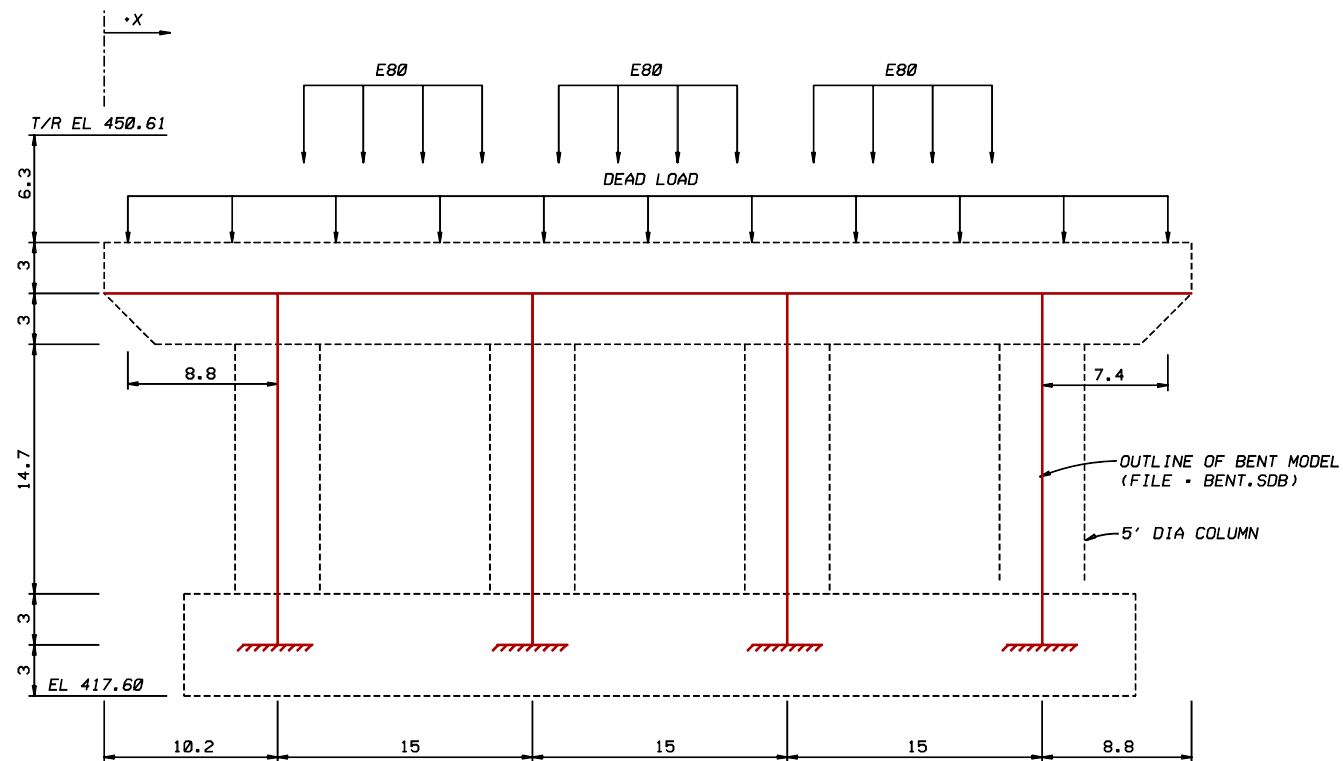 +X
E80 E80 E80
T/R EL 450.61
6.3
DEAD LOAD
3
3
8.8
7.4
14.7
OUTLINE OF BENT MODEL
(FILE = BENT.SDB)
5' DIA COLUMN
3
3
EL 417.60
10.2 15 15 15 8.8